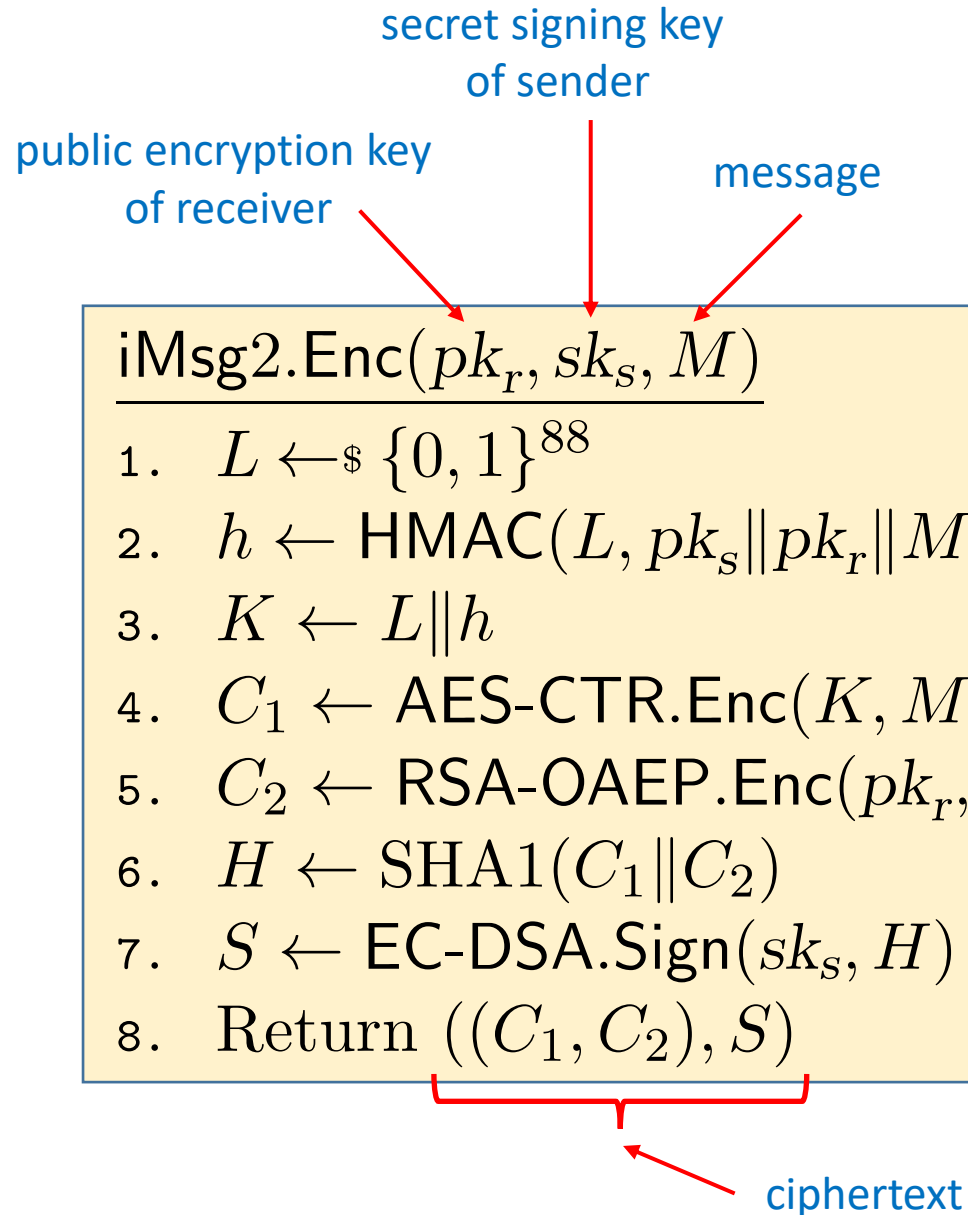 secret signing key
of sender
public encryption key
of receiver
message
iMsg2.Enc(pk_r, sk_s, M)
1. L ←$ {0, 1}^88
2. h ← HMAC(L, pk_s‖pk_r‖M
3. K ← L‖h
4. C_1 ← AES-CTR.Enc(K, M
5. C_2 ← RSA-OAEP.Enc(pk_r,
6. H ← SHA1(C_1‖C_2)
7. S ← EC-DSA.Sign(sk_s, H)
8. Return ((C_1, C_2), S)
ciphertext